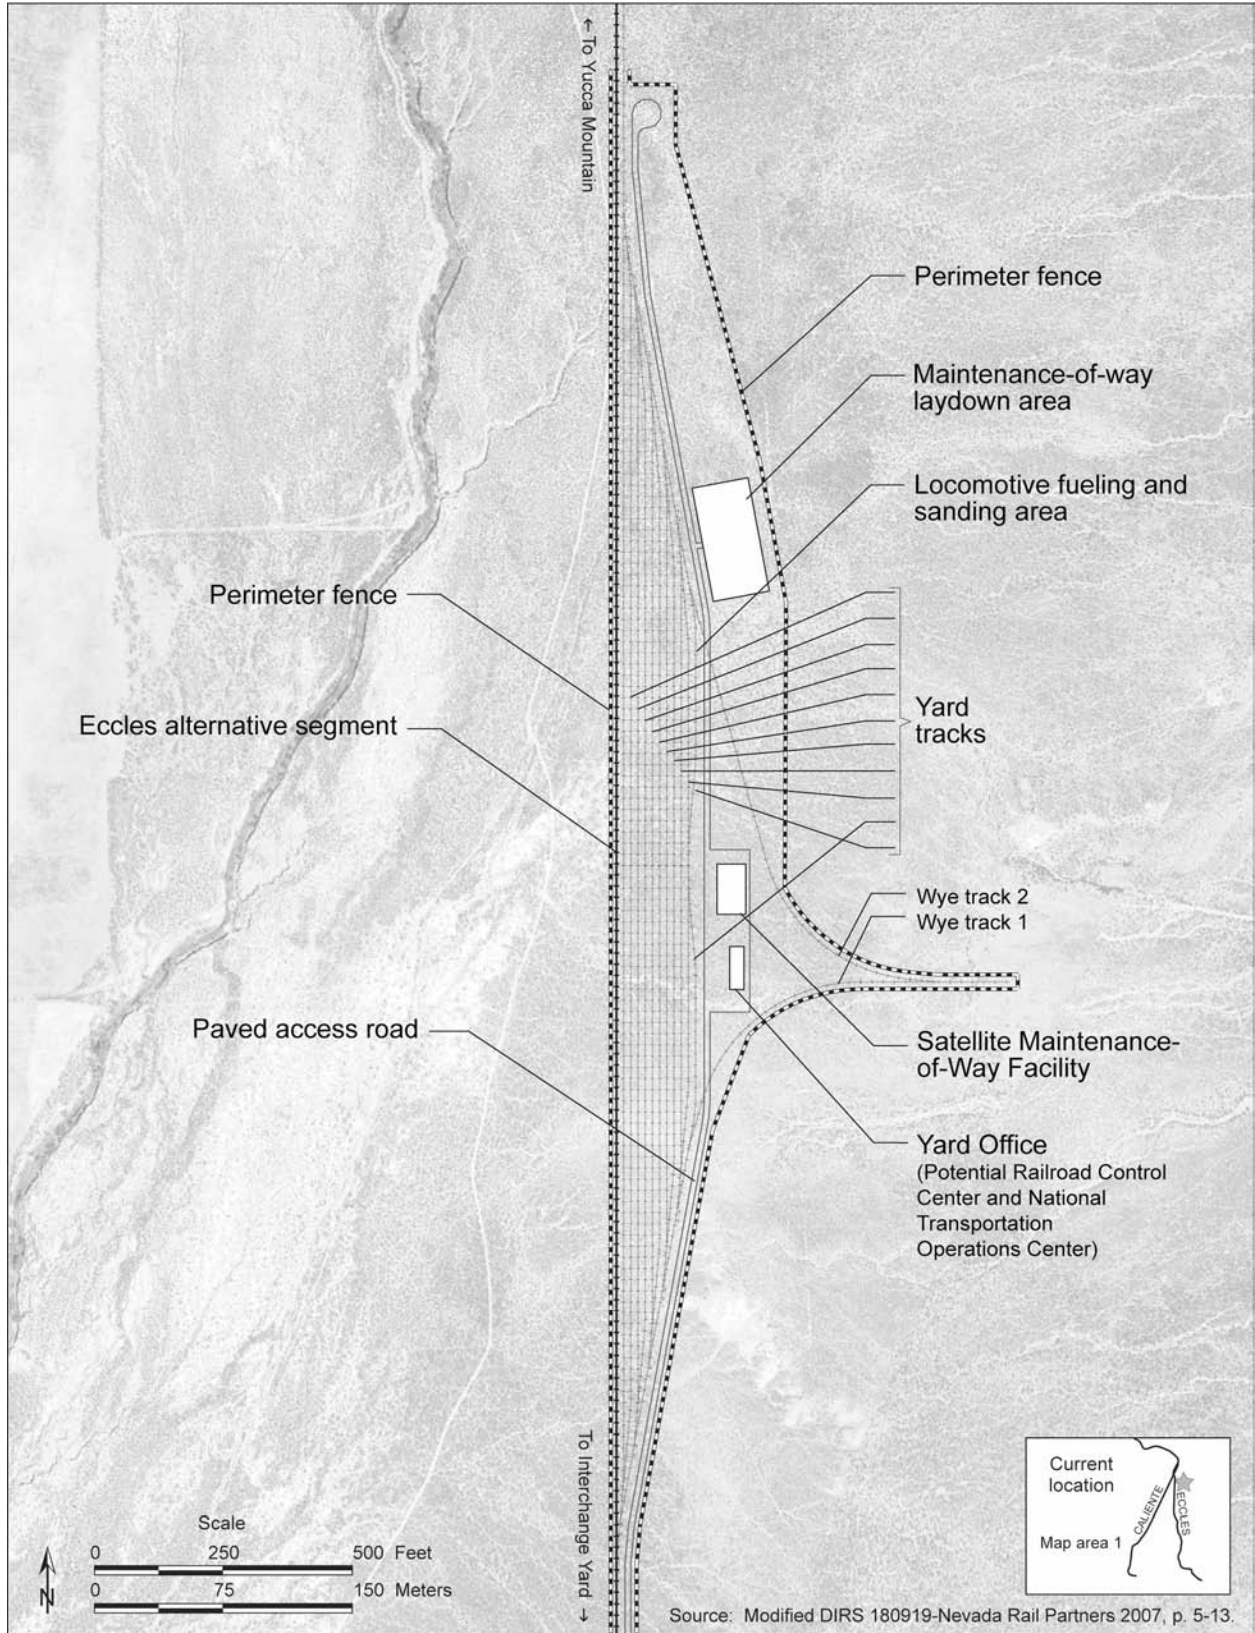 ← To Yucca Mountain
Perimeter fence
Maintenance-of-way
laydown area
Locomotive fueling and
sanding area
Perimeter fence
Eccles alternative segment
Yard
tracks
Wye track 2
Wye track 1
Paved access road
Satellite Maintenance-
of-Way Facility
Yard Office
(Potential Railroad Control
Center and National
Transportation
Operations Center)
To Interchange Yard →
Scale
0 250 500 Feet
0 75 150 Meters
N
Current
location
CALIENTE
ECCLES
Map area 1
Source: Modified DIRS 180919-Nevada Rail Partners 2007, p. 5-13.